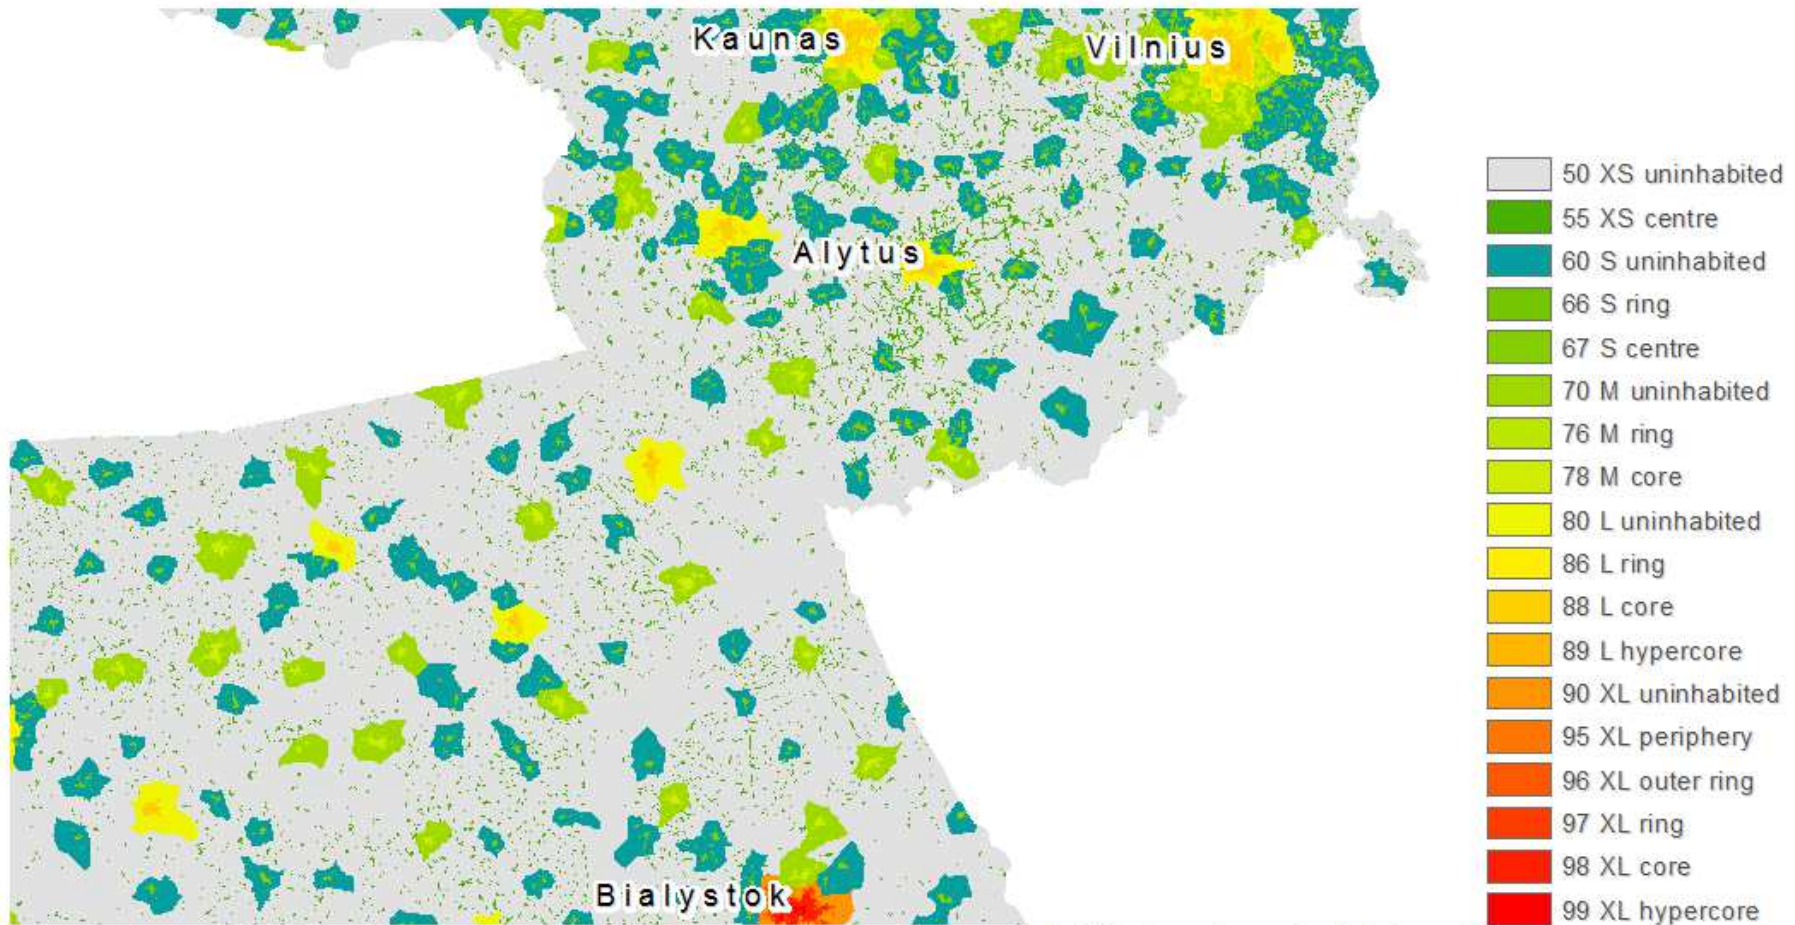 Kaunas
Vilnius
Alytus
Bialystok
50 XS uninhabited
55 XS centre
60 S uninhabited
66 S ring
67 S centre
70 M uninhabited
76 M ring
78 M core
80 L uninhabited
86 L ring
88 L core
89 L hypercore
90 XL uninhabited
95 XL periphery
96 XL outer ring
97 XL ring
98 XL core
99 XL hypercore